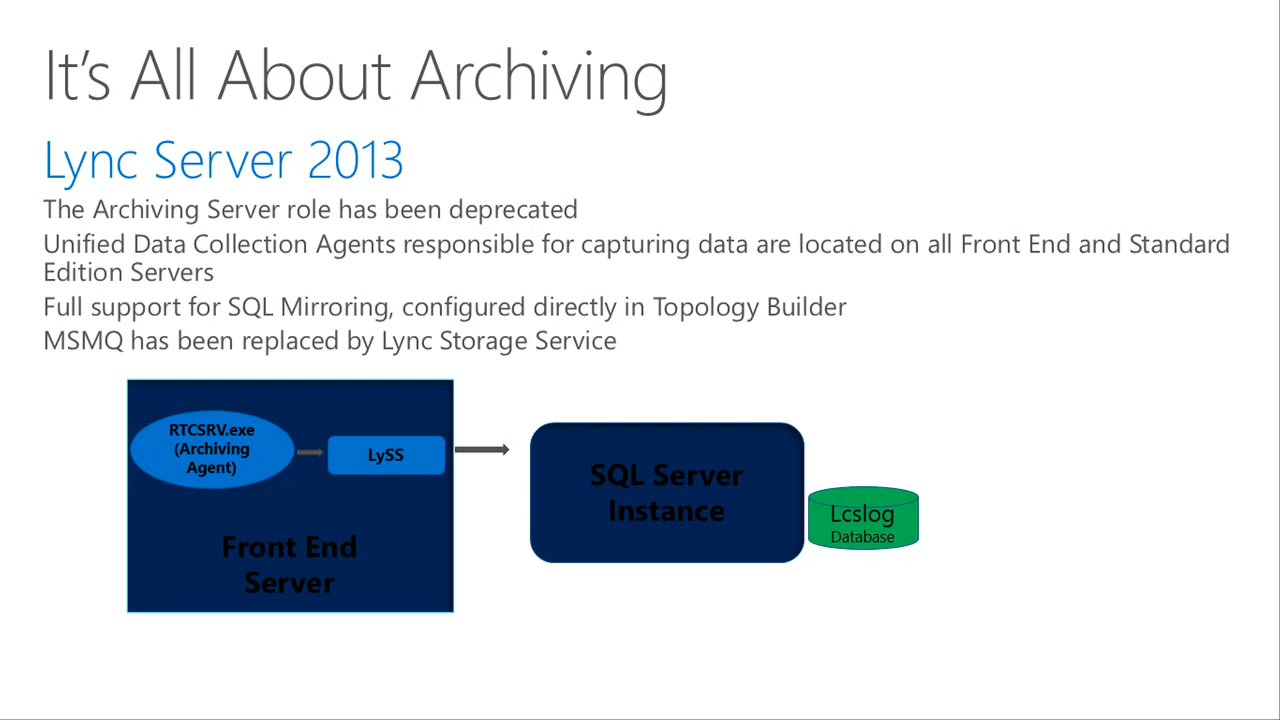 It’s All About Archiving
Lync Server 2013
The Archiving Server role has been deprecated
Unified Data Collection Agents responsible for capturing data are located on all Front End and Standard
Edition Servers
Full support for SQL Mirroring, configured directly in Topology Builder
MSMQ has been replaced by Lync Storage Service
RTCSRV.exe
(Archiving
Agent)
LySS
Front End
Server
SQL Server
Instance
Lcslog
Database